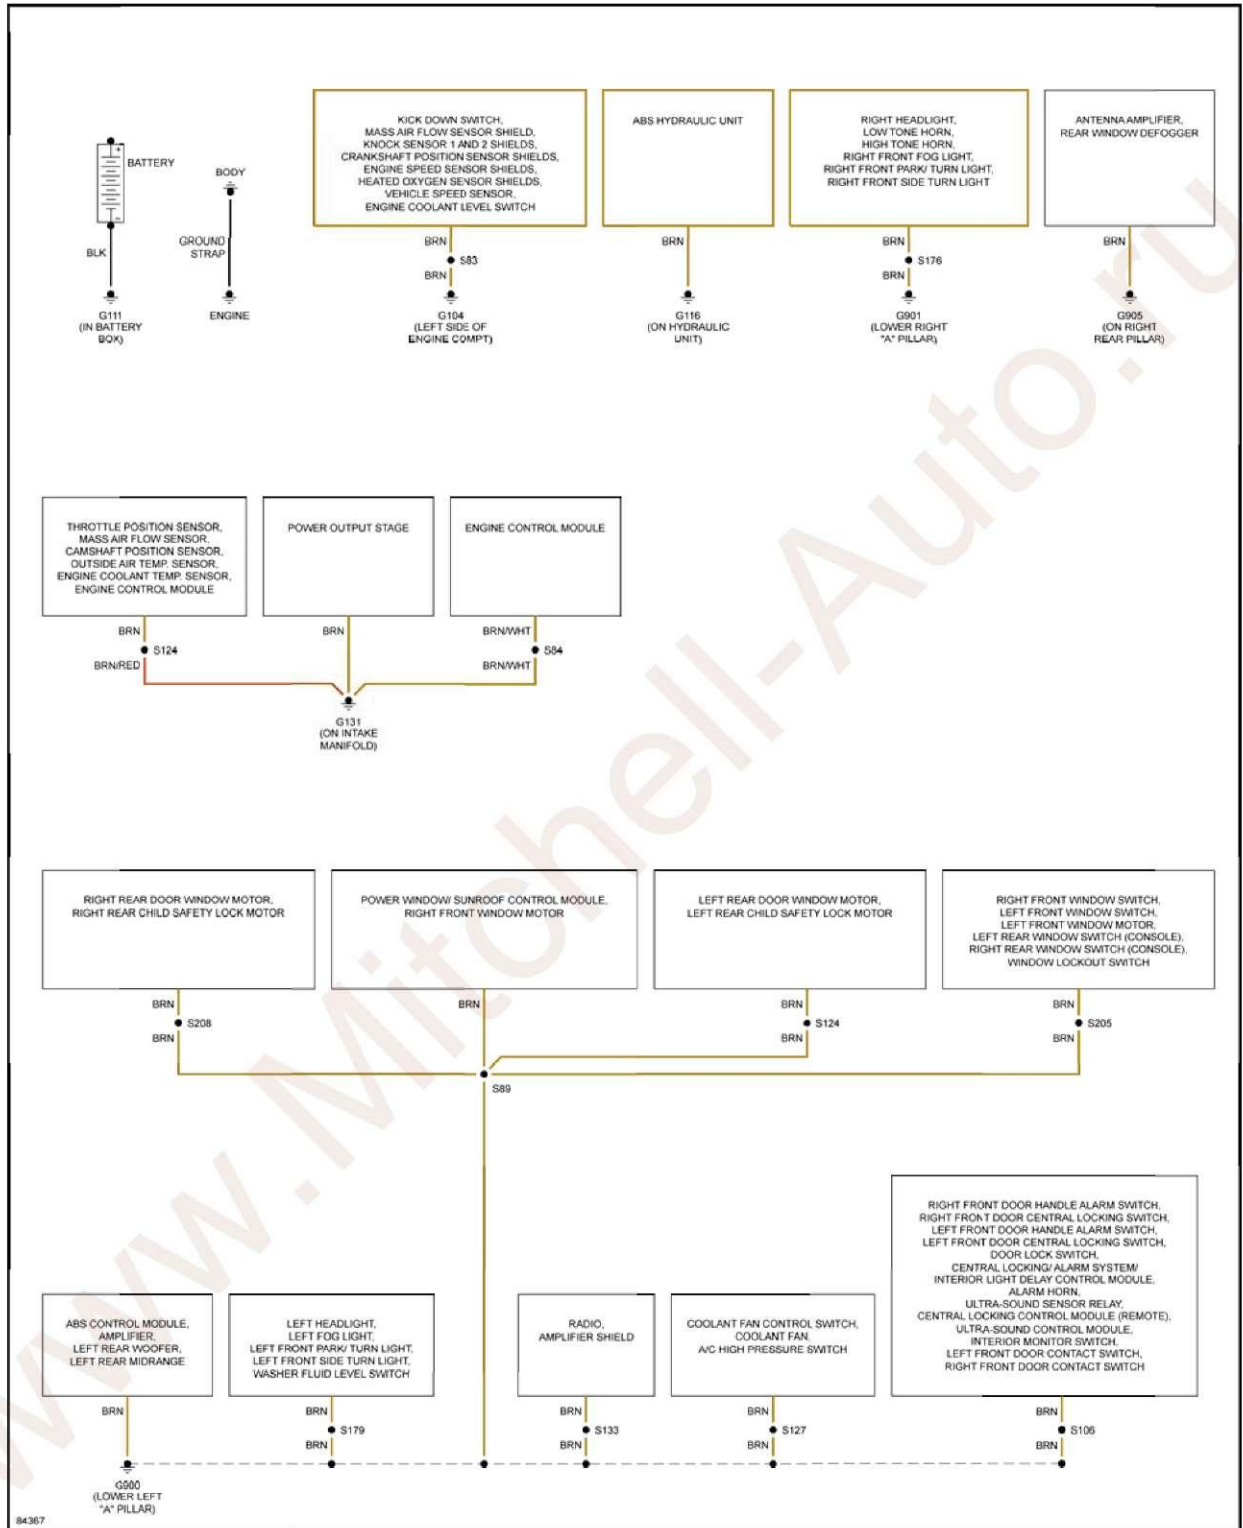 BATTERY
BLK
G111
(IN BATTERY
BOX)
BODY
GROUND
STRAP
ENGINE
KICK DOWN SWITCH,
MASS AIR FLOW SENSOR SHIELD,
KNOCK SENSOR 1 AND 2 SHIELDS,
CRANKSHAFT POSITION SENSOR SHIELDS,
ENGINE SPEED SENSOR SHIELDS,
HEATED OXYGEN SENSOR SHIELDS,
VEHICLE SPEED SENSOR,
ENGINE COOLANT LEVEL SWITCH
BRN
S83
BRN
G104
(LEFT SIDE OF
ENGINE COMPT)
ABS HYDRAULIC UNIT
BRN
G116
(ON HYDRAULIC
UNIT)
RIGHT HEADLIGHT,
LOW TONE HORN,
HIGH TONE HORN,
RIGHT FRONT FOG LIGHT,
RIGHT FRONT PARK/ TURN LIGHT,
RIGHT FRONT SIDE TURN LIGHT
BRN
S176
BRN
G901
(LOWER RIGHT
"A" PILLAR)
ANTENNA AMPLIFIER,
REAR WINDOW DEFOGGER
BRN
G905
(ON RIGHT
REAR PILLAR)
THROTTLE POSITION SENSOR,
MASS AIR FLOW SENSOR,
CAMSHAFT POSITION SENSOR,
OUTSIDE AIR TEMP. SENSOR,
ENGINE COOLANT TEMP. SENSOR,
ENGINE CONTROL MODULE
BRN
S124
BRN/RED
POWER OUTPUT STAGE
BRN
ENGINE CONTROL MODULE
BRN/WHT
S84
BRN/WHT
G131
(ON INTAKE
MANIFOLD)
RIGHT REAR DOOR WINDOW MOTOR,
RIGHT REAR CHILD SAFETY LOCK MOTOR
BRN
S208
BRN
POWER WINDOW/ SUNROOF CONTROL MODULE,
RIGHT FRONT WINDOW MOTOR
BRN
LEFT REAR DOOR WINDOW MOTOR,
LEFT REAR CHILD SAFETY LOCK MOTOR
BRN
S124
BRN
RIGHT FRONT WINDOW SWITCH,
LEFT FRONT WINDOW SWITCH,
LEFT FRONT WINDOW MOTOR,
LEFT REAR WINDOW SWITCH (CONSOLE),
RIGHT REAR WINDOW SWITCH (CONSOLE),
WINDOW LOCKOUT SWITCH
BRN
S205
BRN
S89
ABS CONTROL MODULE,
AMPLIFIER,
LEFT REAR WOOFER,
LEFT REAR MIDRANGE
BRN
G900
(LOWER LEFT
"A" PILLAR)
LEFT HEADLIGHT,
LEFT FOG LIGHT,
LEFT FRONT PARK/ TURN LIGHT,
LEFT FRONT SIDE TURN LIGHT,
WASHER FLUID LEVEL SWITCH
BRN
S179
BRN
RADIO,
AMPLIFIER SHIELD
BRN
S133
BRN
COOLANT FAN CONTROL SWITCH,
COOLANT FAN,
A/C HIGH PRESSURE SWITCH
BRN
S127
BRN
RIGHT FRONT DOOR HANDLE ALARM SWITCH,
RIGHT FRONT DOOR CENTRAL LOCKING SWITCH,
LEFT FRONT DOOR HANDLE ALARM SWITCH,
LEFT FRONT DOOR CENTRAL LOCKING SWITCH,
DOOR LOCK SWITCH,
CENTRAL LOCKING/ ALARM SYSTEM/
INTERIOR LIGHT DELAY CONTROL MODULE,
ALARM HORN,
ULTRA-SOUND SENSOR RELAY,
CENTRAL LOCKING CONTROL MODULE (REMOTE),
ULTRA-SOUND CONTROL MODULE,
INTERIOR MONITOR SWITCH,
LEFT FRONT DOOR CONTACT SWITCH,
RIGHT FRONT DOOR CONTACT SWITCH
BRN
S106
BRN
84367
www.Mitchell-Auto.ru